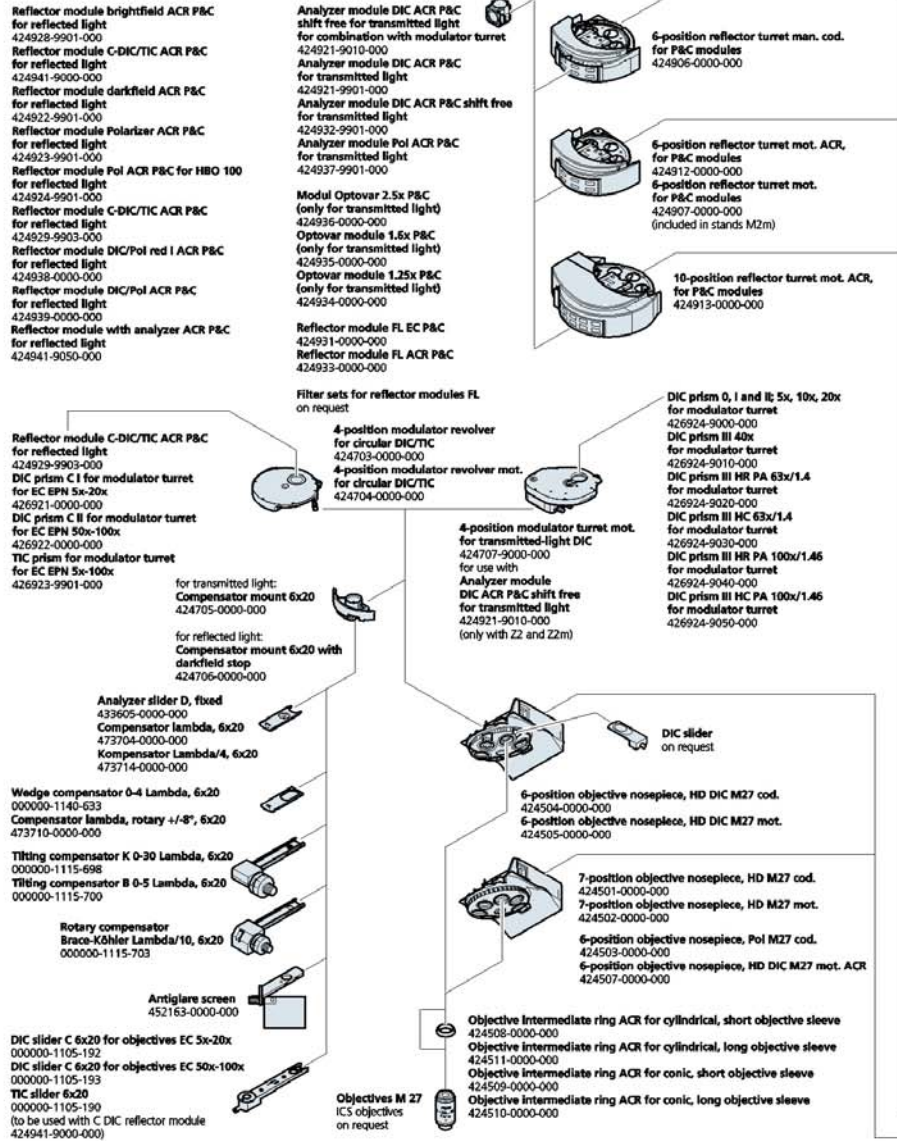 Reflector module brightfield ACR P&C
for reflected light
424928-9901-000
Reflector module C-DIC/TIC ACR P&C
for reflected light
424941-9000-000
Reflector module darkfield ACR P&C
for reflected light
424922-9901-000
Reflector module Polarizer ACR P&C
for reflected light
424923-9901-000
Reflector module Pol ACR P&C for HBO 100
for reflected light
424924-9901-000
Reflector module C-DIC/TIC ACR P&C
for reflected light
424929-9903-000
Reflector module DIC/Pol red I ACR P&C
for reflected light
424938-0000-000
Reflector module DIC/Pol ACR P&C
for reflected light
424939-0000-000
Reflector module with analyzer ACR P&C
for reflected light
424941-9050-000
Analyzer module DIC ACR P&C
shift free for transmitted light
for combination with modulator turret
424921-9010-000
Analyzer module DIC ACR P&C
for transmitted light
424921-9901-000
Analyzer module DIC ACR P&C shift free
for transmitted light
424932-9901-000
Analyzer module Pol ACR P&C
for transmitted light
424937-9901-000
Modul Optovar 2.5x P&C
(only for transmitted light)
424936-0000-000
Optovar module 1.6x P&C
(only for transmitted light)
424935-0000-000
Optovar module 1.25x P&C
(only for transmitted light)
424934-0000-000
Reflector module FL EC P&C
424931-0000-000
Reflector module FL ACR P&C
424933-0000-000
Filter sets for reflector modules FL
on request
6-position reflector turret man. cod.
for P&C modules
424906-0000-000
6-position reflector turret mot. ACR,
for P&C modules
424912-0000-000
6-position reflector turret mot.
for P&C modules
424907-0000-000
(included in stands M2m)
10-position reflector turret mot. ACR,
for P&C modules
424913-0000-000
Reflector module C-DIC/TIC ACR P&C
for reflected light
424929-9903-000
DIC prism C I for modulator turret
for EC EPN 5x-20x
426921-0000-000
DIC prism C II for modulator turret
for EC EPN 50x-100x
426922-0000-000
TIC prism for modulator turret
for EC EPN 5x-100x
426923-9901-000
4-position modulator revolver
for circular DIC/TIC
424703-0000-000
4-position modulator revolver mot.
for circular DIC/TIC
424704-0000-000
DIC prism 0, I and II; 5x, 10x, 20x
for modulator turret
426924-9000-000
DIC prism III 40x
for modulator turret
426924-9010-000
DIC prism III HR PA 63x/1.4
for modulator turret
426924-9020-000
DIC prism III HC 63x/1.4
for modulator turret
426924-9030-000
DIC prism III HR PA 100x/1.46
for modulator turret
426924-9040-000
DIC prism III HC PA 100x/1.46
for modulator turret
426924-9050-000
4-position modulator turret mot.
for transmitted-light DIC
424707-9000-000
for use with
Analyzer module
DIC ACR P&C shift free
for transmitted light
424921-9010-000
(only with Z2 and Z2m)
for transmitted light:
Compensator mount 6x20
424705-0000-000
for reflected light:
Compensator mount 6x20 with
darkfield stop
424706-0000-000
Analyzer slider D, fixed
433605-0000-000
Compensator lambda, 6x20
473704-0000-000
Kompensator Lambda/4, 6x20
473714-0000-000
Wedge compensator 0-4 Lambda, 6x20
000000-1140-633
Compensator lambda, rotary +/-8°, 6x20
473710-0000-000
Tilting compensator K 0-30 Lambda, 6x20
000000-1115-698
Tilting compensator B 0-5 Lambda, 6x20
000000-1115-700
Rotary compensator
Brace-Köhler Lambda/10, 6x20
000000-1115-703
Antiglare screen
452163-0000-000
DIC slider C 6x20 for objectives EC 5x-20x
000000-1105-192
DIC slider C 6x20 for objectives EC 50x-100x
000000-1105-193
TIC slider 6x20
000000-1105-190
(to be used with C DIC reflector module
424941-9000-000)
DIC slider
on request
6-position objective nosepiece, HD DIC M27 cod.
424504-0000-000
6-position objective nosepiece, HD DIC M27 mot.
424505-0000-000
7-position objective nosepiece, HD M27 cod.
424501-0000-000
7-position objective nosepiece, HD M27 mot.
424502-0000-000
6-position objective nosepiece, Pol M27 cod.
424503-0000-000
6-position objective nosepiece, HD DIC M27 mot. ACR
424507-0000-000
Objective intermediate ring ACR for cylindrical, short objective sleeve
424508-0000-000
Objective intermediate ring ACR for cylindrical, long objective sleeve
424511-0000-000
Objective intermediate ring ACR for conic, short objective sleeve
424509-0000-000
Objective intermediate ring ACR for conic, long objective sleeve
424510-0000-000
Objectives M 27
ICS objectives
on request